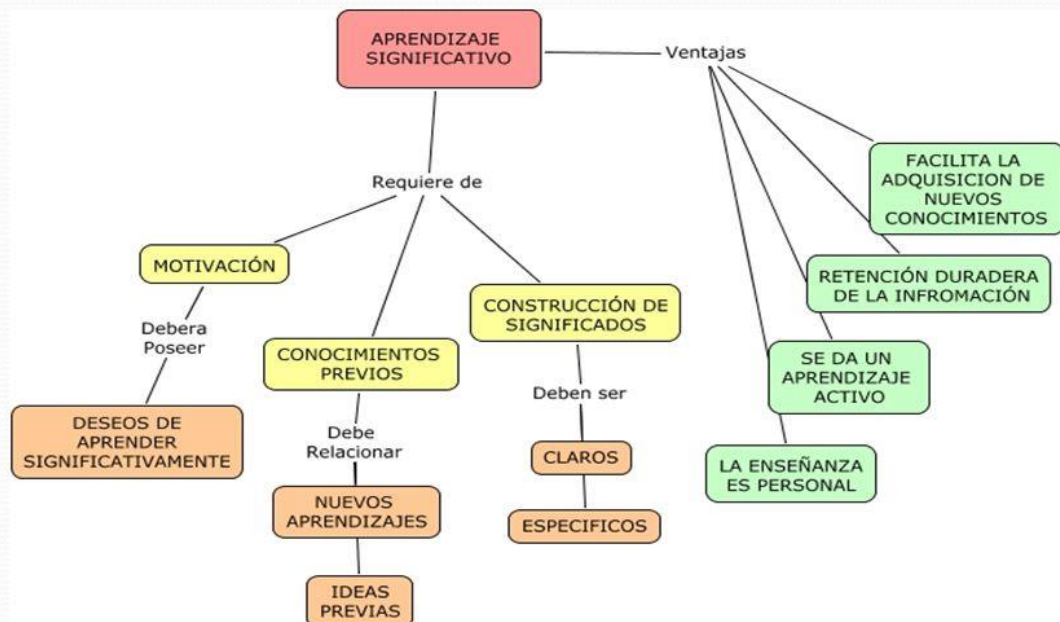 APRENDIZAJE
SIGNIFICATIVO
Ventajas
Requiere de
MOTIVACIÓN
Debera
Poseer
DESEOS DE
APRENDER
SIGNIFICATIVAMENTE
CONOCIMIENTOS
PREVIOS
Debe
Relacionar
NUEVOS
APRENDIZAJES
IDEAS
PREVIAS
CONSTRUCCIÓN DE
SIGNIFICADOS
Deben ser
CLAROS
ESPECIFICOS
FACILITA LA
ADQUISICION DE
NUEVOS
CONOCIMIENTOS
RETENCIÓN DURADERA
DE LA INFROMACIÓN
SE DA UN
APRENDIZAJE
ACTIVO
LA ENSEÑANZA
ES PERSONAL